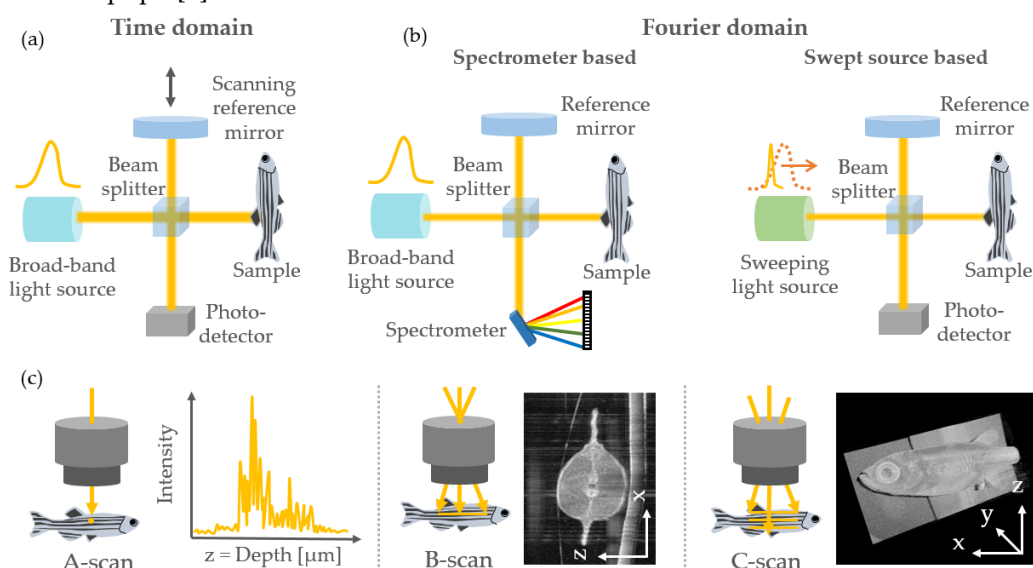 Time domain
Fourier domain
(a)
Scanning
reference
mirror
Beam
splitter
Broad-band
light source
Sample
Photo-
detector
(b)
Spectrometer based
Reference
mirror
Beam
splitter
Broad-band
light source
Sample
Spectrometer
Swept source based
Reference
mirror
Beam
splitter
Sweeping
light source
Sample
Photo-
detector
(c)
A-scan
Intensity
z = Depth [µm]
B-scan
x
z
C-scan
z
y
x